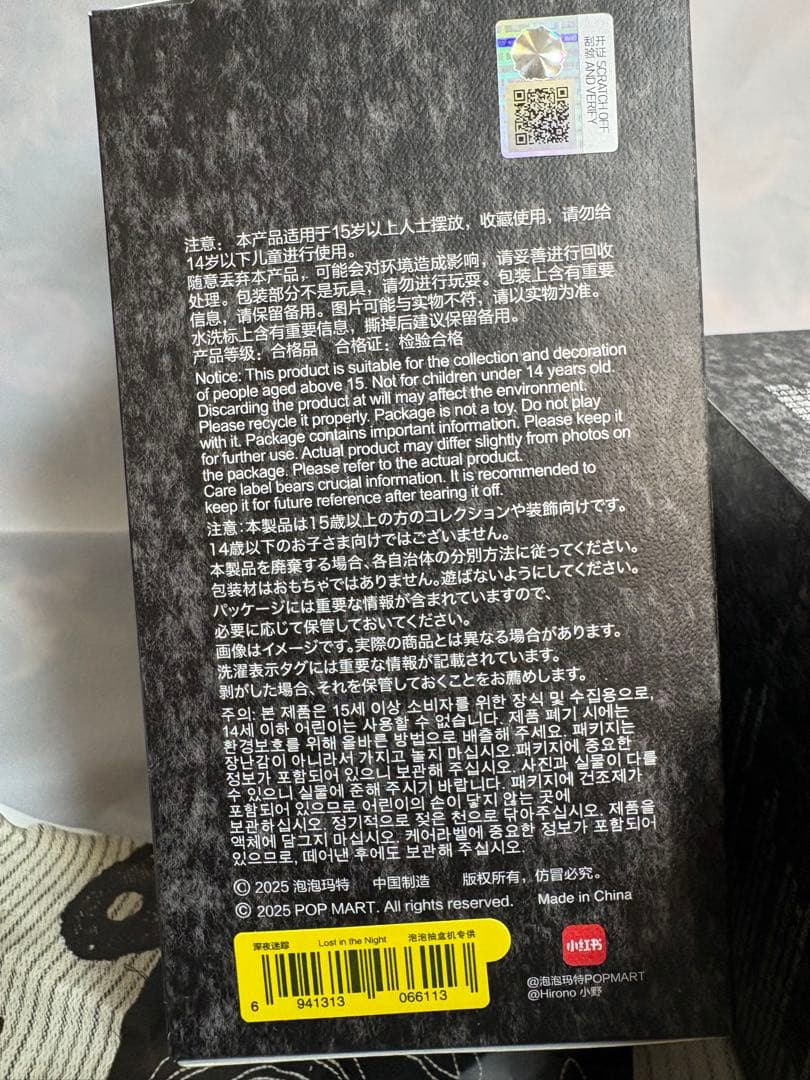 开证 SCRATCH OFF
刮验 AND VERIFY
注意： 本产品适用于15岁以上人士摆放，收藏使用，请勿给
14岁以下儿童进行使用。
随意丢弃本产品，可能会对环境造成影响，请妥善进行回收
处理。包装部分不是玩具，请勿进行玩耍。包装上含有重要
信息，请保留备用。图片可能与实物不符，请以实物为准。
水洗标上含有重要信息，撕掉后建议保留备用。
产品等级：合格品 合格证：检验合格
Notice: This product is suitable for the collection and decoration
of people aged above 15. Not for children under 14 years old.
Discarding the product at will may affect the environment.
Please recycle it properly. Package is not a toy. Do not play
with it. Package contains important information. Please keep it
for further use. Actual product may differ slightly from photos on
the package. Please refer to the actual product.
Care label bears crucial information. It is recommended to
keep it for future reference after tearing it off.
注意：本製品は15歳以上の方のコレクションや装飾向けです。
14歳以下のお子さま向けではございません。
本製品を廃棄する場合、各自治体の分別方法に従ってください。
包装材はおもちゃではありません。遊ばないようにしてください。
パッケージには重要な情報が含まれていますので、
必要に応じて保管しておいてください。
画像はイメージです。実際の商品とは異なる場合があります。
洗濯表示タグには重要な情報が記載されています。
剥がした場合、それを保管しておくことをお薦めします。
주의: 본 제품은 15세 이상 소비자를 위한 장식 및 수집용으로,
14세 이하 어린이는 사용할 수 없습니다. 제품 폐기 시에는
환경보호를 위해 올바른 방법으로 배출해 주세요. 패키지는
장난감이 아니라서 가지고 놀지 마십시오.패키지에 중요한
정보가 포함되어 있으니 보관해 주십시오. 사진과 실물이 다를
수 있으니 실물에 준해 주시기 바랍니다. 패키지에 건조제가
포함되어 있으므로 어린이의 손이 닿지 않는 곳에
보관하십시오. 정기적으로 젖은 천으로 닦아주십시오. 제품을
액체에 담그지 마십시오. 케어라벨에 중요한 정보가 포함되어
있으므로, 떼어낸 후에도 보관해 주십시오.
© 2025 泡泡玛特 中国制造 版权所有，仿冒必究。
© 2025 POP MART. All rights reserved. Made in China
深夜迷踪 Lost in the Night 泡泡抽盒机专供
6 941313 066113
小红书
@泡泡玛特POPMART
@Hirono 小野